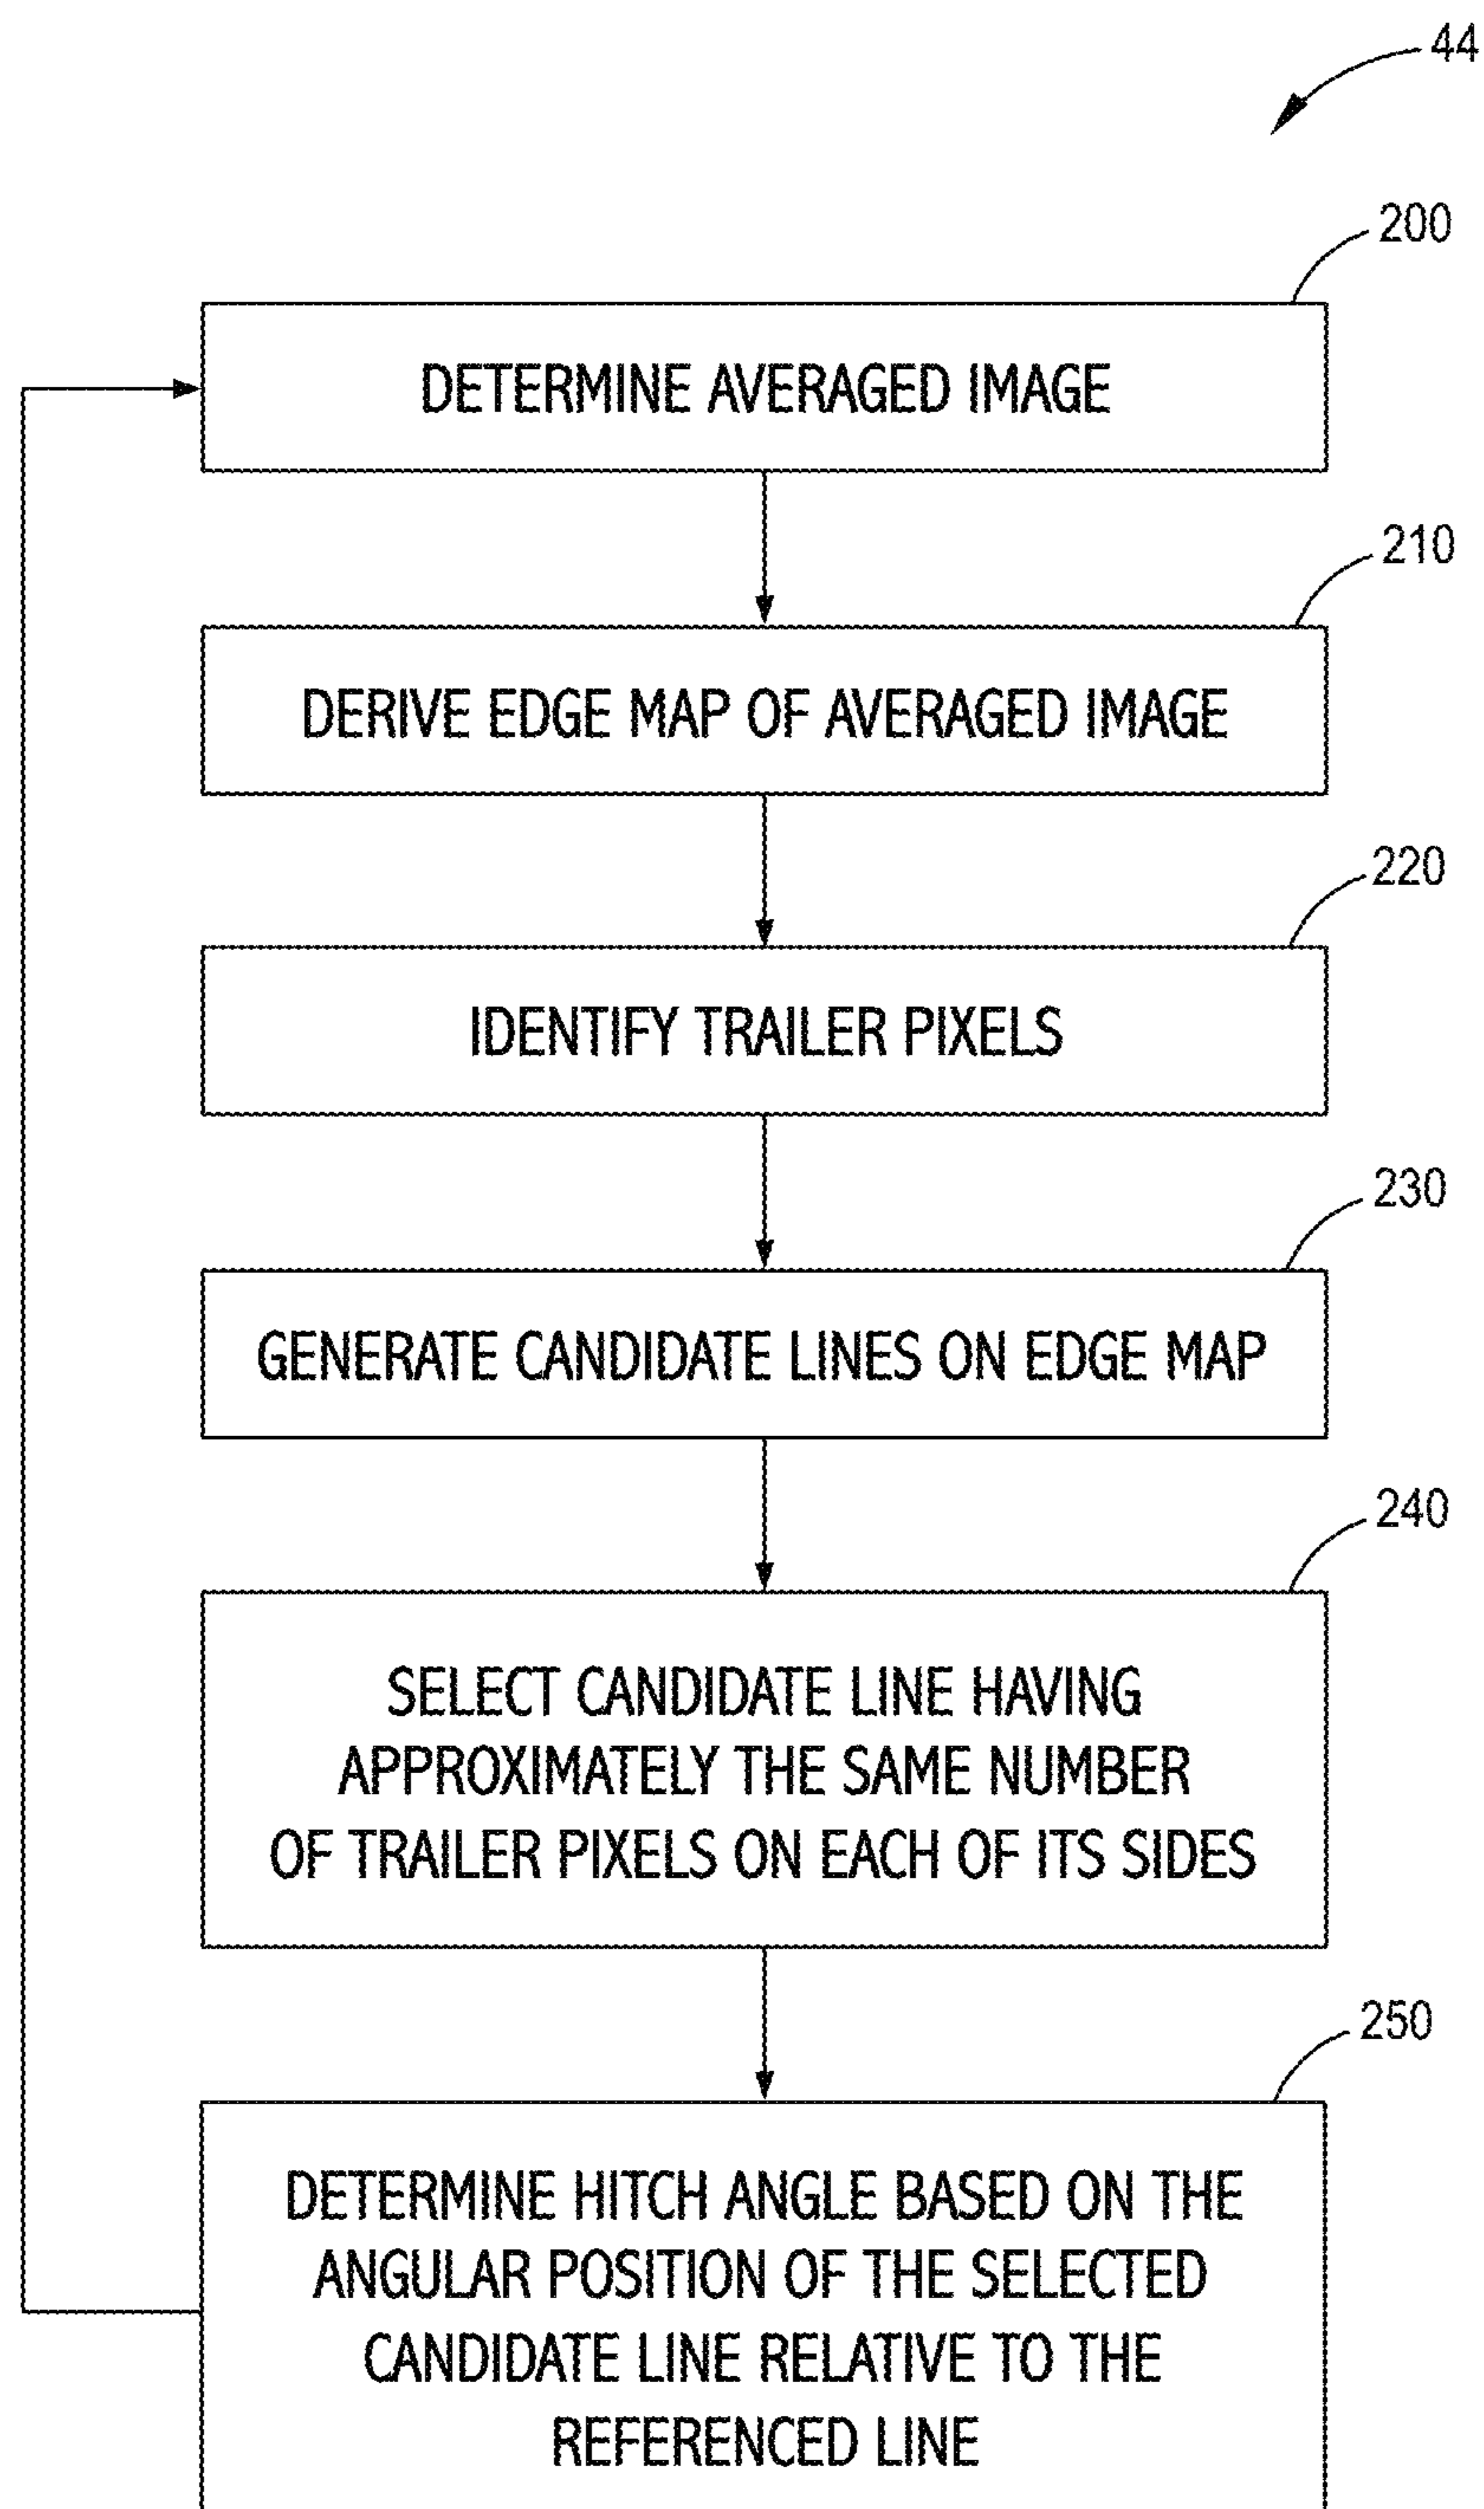 44
200
DETERMINE AVERAGED IMAGE
210
DERIVE EDGE MAP OF AVERAGED IMAGE
220
IDENTIFY TRAILER PIXELS
230
GENERATE CANDIDATE LINES ON EDGE MAP
240
SELECT CANDIDATE LINE HAVING
APPROXIMATELY THE SAME NUMBER
OF TRAILER PIXELS ON EACH OF ITS SIDES
250
DETERMINE HITCH ANGLE BASED ON THE
ANGULAR POSITION OF THE SELECTED
CANDIDATE LINE RELATIVE TO THE
REFERENCED LINE